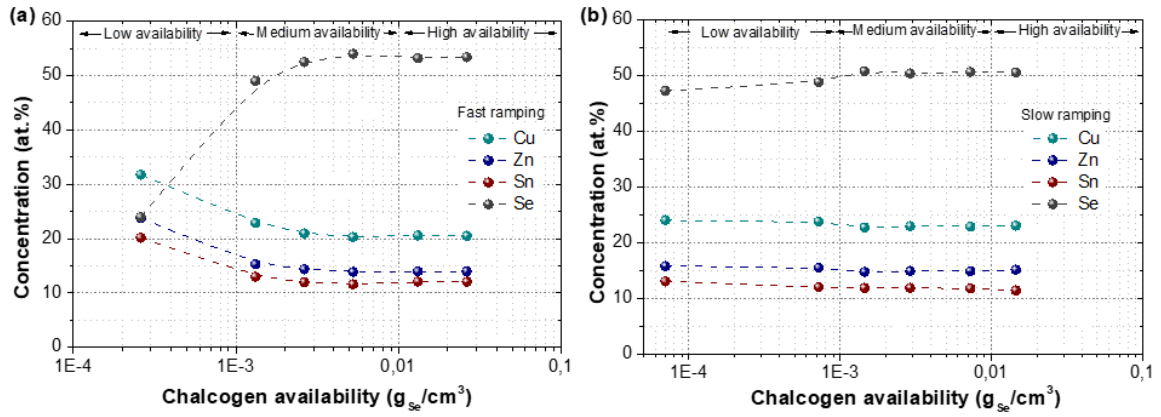 (a)
Low availability Medium availability High availability
60
50
40
30
20
10
0
Fast ramping
Cu
Zn
Sn
Se
1E-4 1E-3 0,01 0,1
Concentration (at.%)
Chalcogen availability (gSe/cm³)
(b)
Low availability Medium availability High availability
60
50
40
30
20
10
0
Slow ramping
Cu
Zn
Sn
Se
1E-4 1E-3 0,01 0,1
Concentration (at.%)
Chalcogen availability (gSe/cm³)